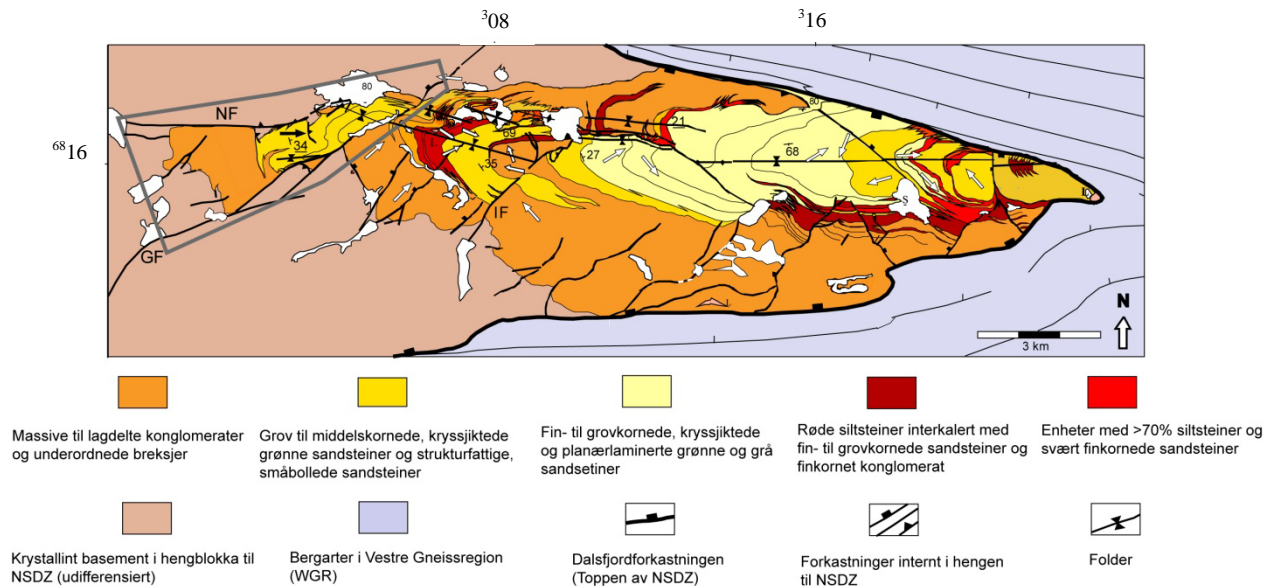 308
316
80
NF
34
69
35
27
21
80
68
S
6816
IF
GF
N
3 km
Massive til lagdelte konglomerater
og underordnede breksjer
Grov til middelskornede, kryssjiktede
grønne sandsteiner og strukturfattige,
småbollede sandsteiner
Fin- til grovkornede, kryssjiktede
og planærlaminerte grønne og grå
sandsetiner
Røde siltsteiner interkalert med
fin- til grovkornede sandsteiner og
finkornet konglomerat
Enheter med >70% siltsteiner og
svært finkornede sandsteiner
Krystallint basement i hengblokka til
NSDZ (udifferensiert)
Bergarter i Vestre Gneissregion
(WGR)
Dalsfjordforkastningen
(Toppen av NSDZ)
Forkastninger internt i hengen
til NSDZ
Folder